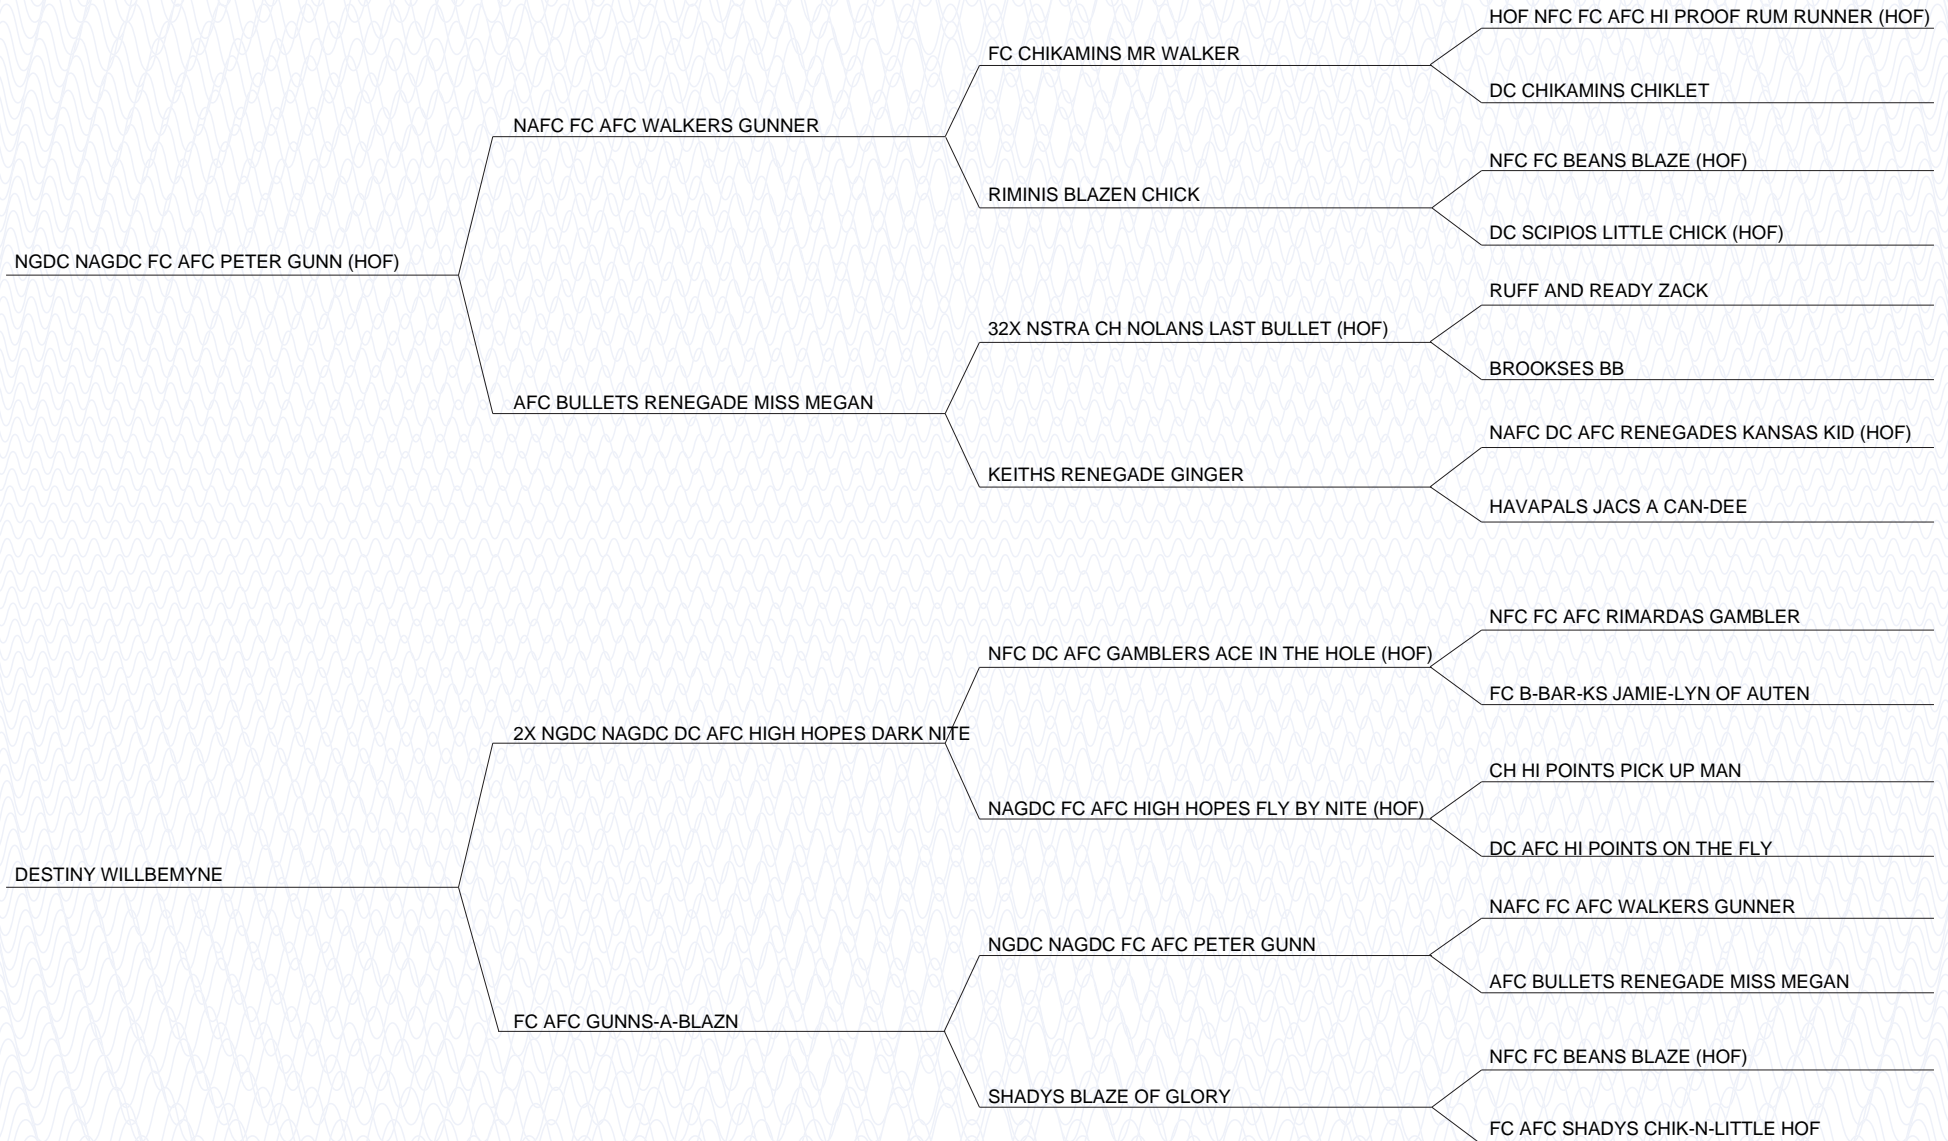 HOF NFC FC AFC HI PROOF RUM RUNNER (HOF)
FC CHIKAMINS MR WALKER
DC CHIKAMINS CHIKLET
NAFC FC AFC WALKERS GUNNER
NFC FC BEANS BLAZE (HOF)
RIMINIS BLAZEN CHICK
DC SCIPIOS LITTLE CHICK (HOF)
NGDC NAGDC FC AFC PETER GUNN (HOF)
RUFF AND READY ZACK
32X NSTRA CH NOLANS LAST BULLET (HOF)
BROOKSES BB
AFC BULLETS RENEGADE MISS MEGAN
NAFC DC AFC RENEGADES KANSAS KID (HOF)
KEITHS RENEGADE GINGER
HAVAPALS JACS A CAN-DEE
NFC FC AFC RIMARDAS GAMBLER
NFC DC AFC GAMBLERS ACE IN THE HOLE (HOF)
FC B-BAR-KS JAMIE-LYN OF AUTEN
2X NGDC NAGDC DC AFC HIGH HOPES DARK NITE
CH HI POINTS PICK UP MAN
NAGDC FC AFC HIGH HOPES FLY BY NITE (HOF)
DC AFC HI POINTS ON THE FLY
DESTINY WILLBEMYNE
NAFC FC AFC WALKERS GUNNER
NGDC NAGDC FC AFC PETER GUNN
AFC BULLETS RENEGADE MISS MEGAN
FC AFC GUNNS-A-BLAZN
NFC FC BEANS BLAZE (HOF)
SHADYS BLAZE OF GLORY
FC AFC SHADYS CHIK-N-LITTLE HOF